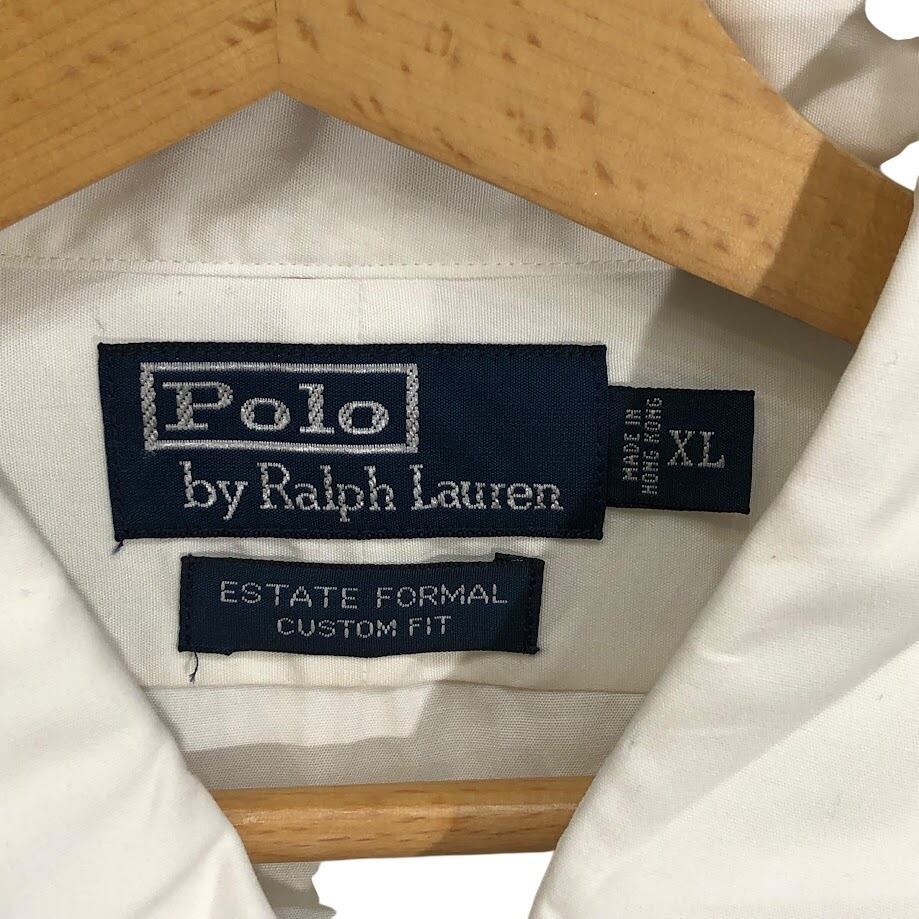 Polo
by Ralph Lauren
MADE IN
HONG KONG
XL
ESTATE FORMAL
CUSTOM FIT